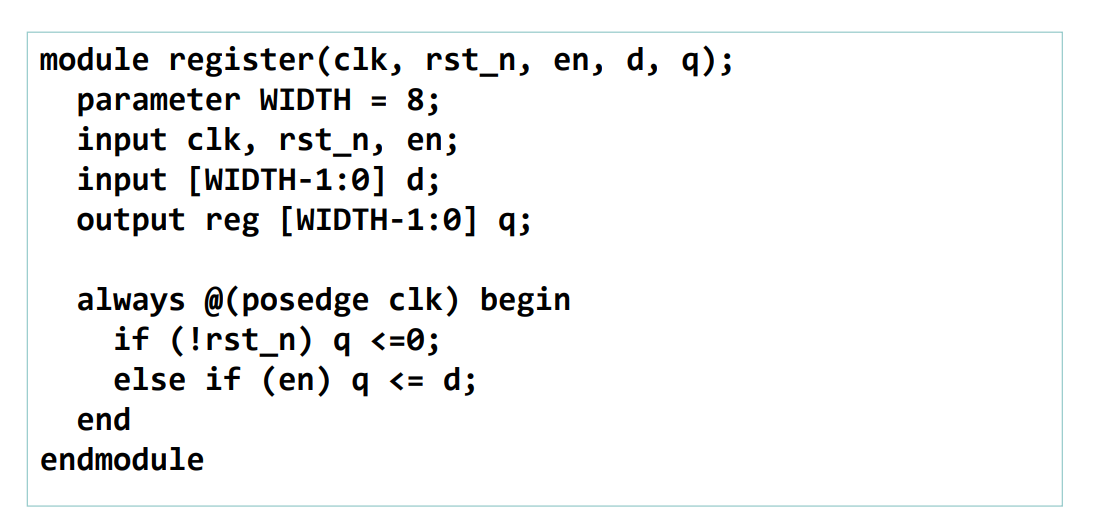 module register(clk, rst_n, en, d, q);
  parameter WIDTH = 8;
  input clk, rst_n, en;
  input [WIDTH-1:0] d;
  output reg [WIDTH-1:0] q;

  always @(posedge clk) begin
    if (!rst_n) q <=0;
    else if (en) q <= d;
  end
endmodule